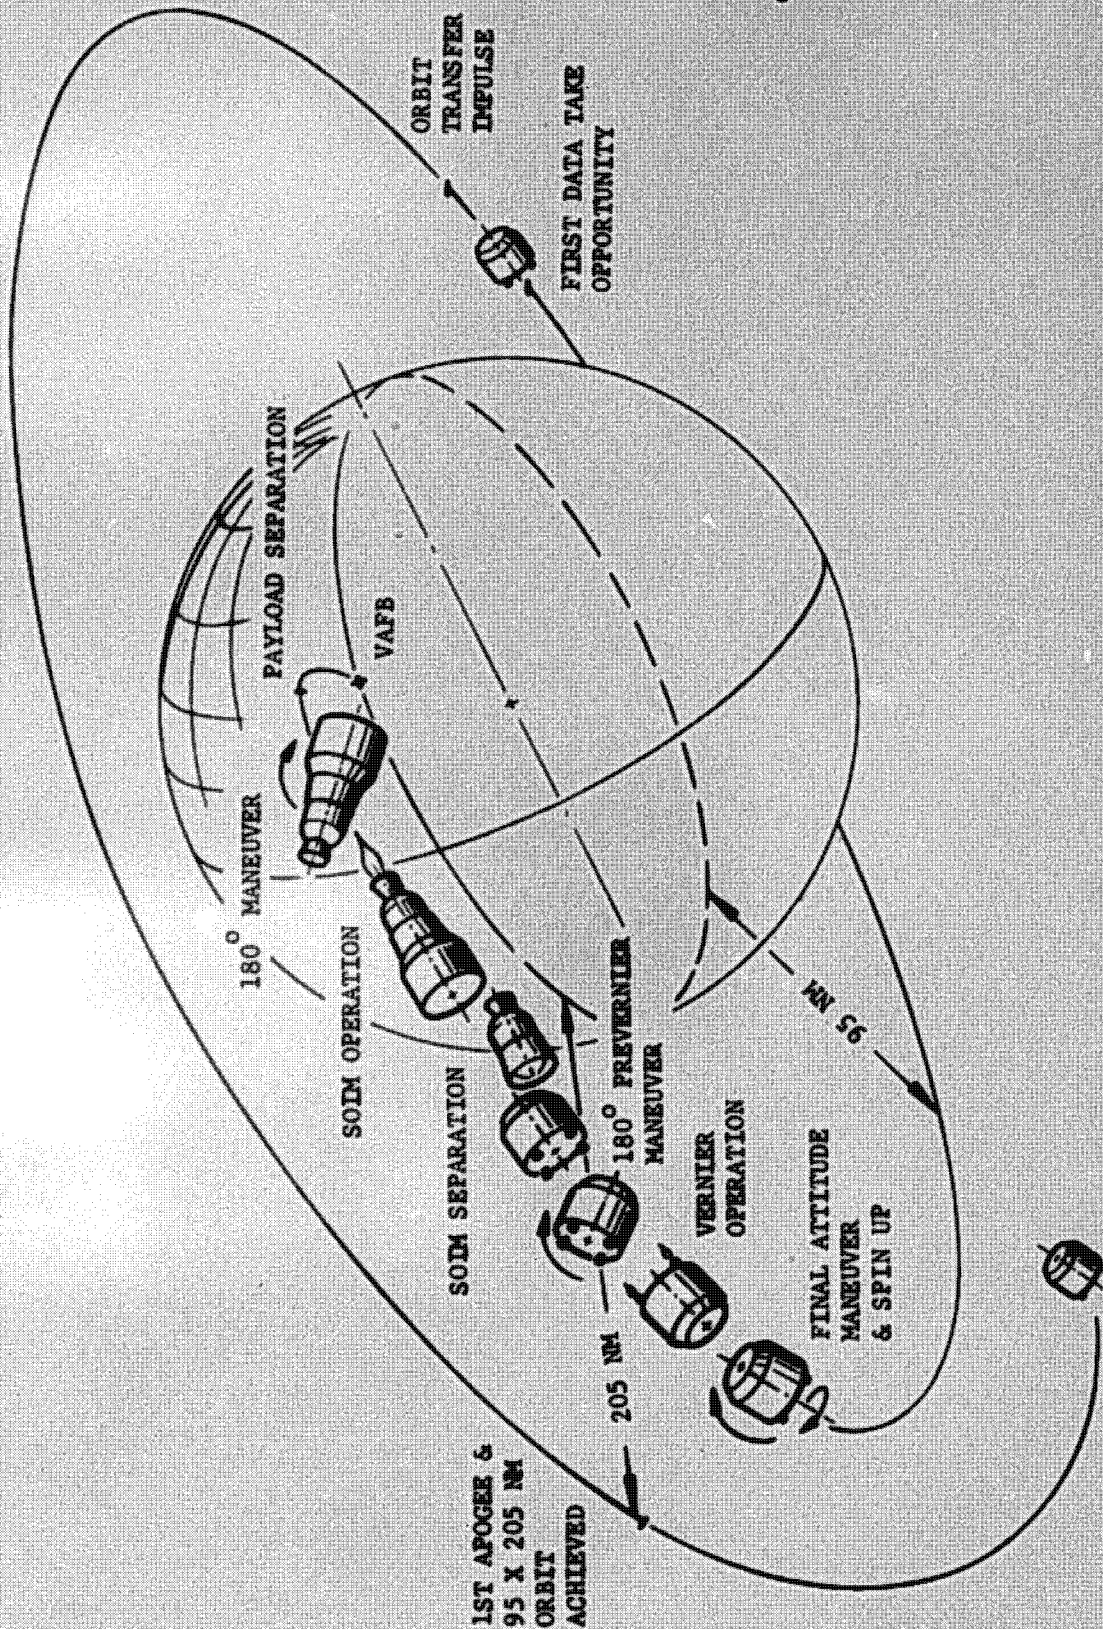 ORBIT
TRANSFER
IMPULSE
FIRST DATA TAKE
OPPORTUNITY
PAYLOAD SEPARATION
VAFB
180° MANEUVER
SOIM OPERATION
SOIM SEPARATION
180° PREVERNIER
MANEUVER
VERNIER
OPERATION
FINAL ATTITUDE
MANEUVER
& SPIN UP
95 NM
205 NM
1ST APOGEE &
95 X 205 NM
ORBIT
ACHIEVED